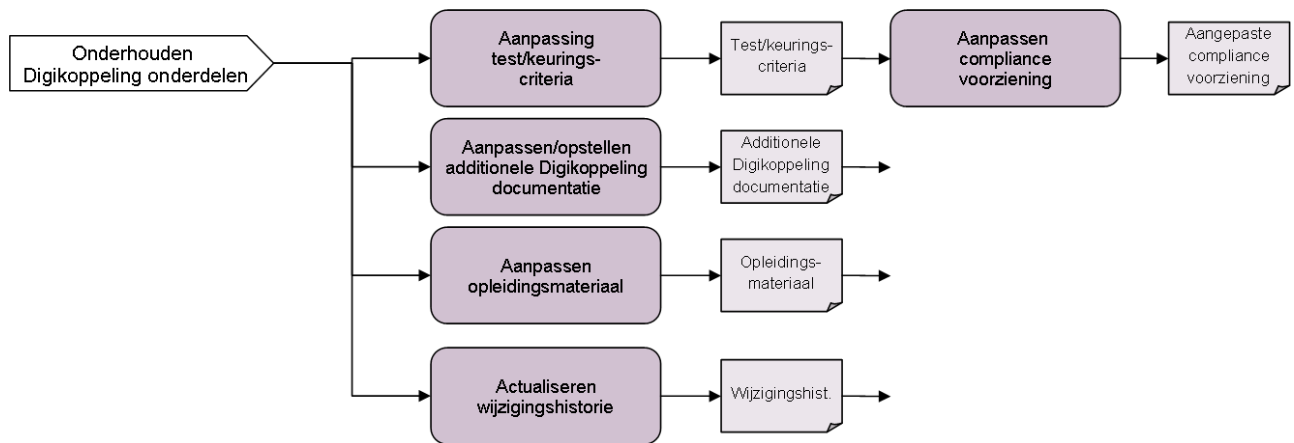 Onderhouden
Digikoppeling onderdelen
Aanpassing
test/keurings-
criteria
Test/keurings-
criteria
Aanpassen
compliance
voorziening
Aangepaste
compliance
voorziening
Aanpassen/opstellen
additionele Digikoppeling
documentatie
Additionele
Digikoppeling
documentatie
Aanpassen
opleidingsmateriaal
Opleidings-
materiaal
Actualiseren
wijzigingshistorie
Wijzigingshist.